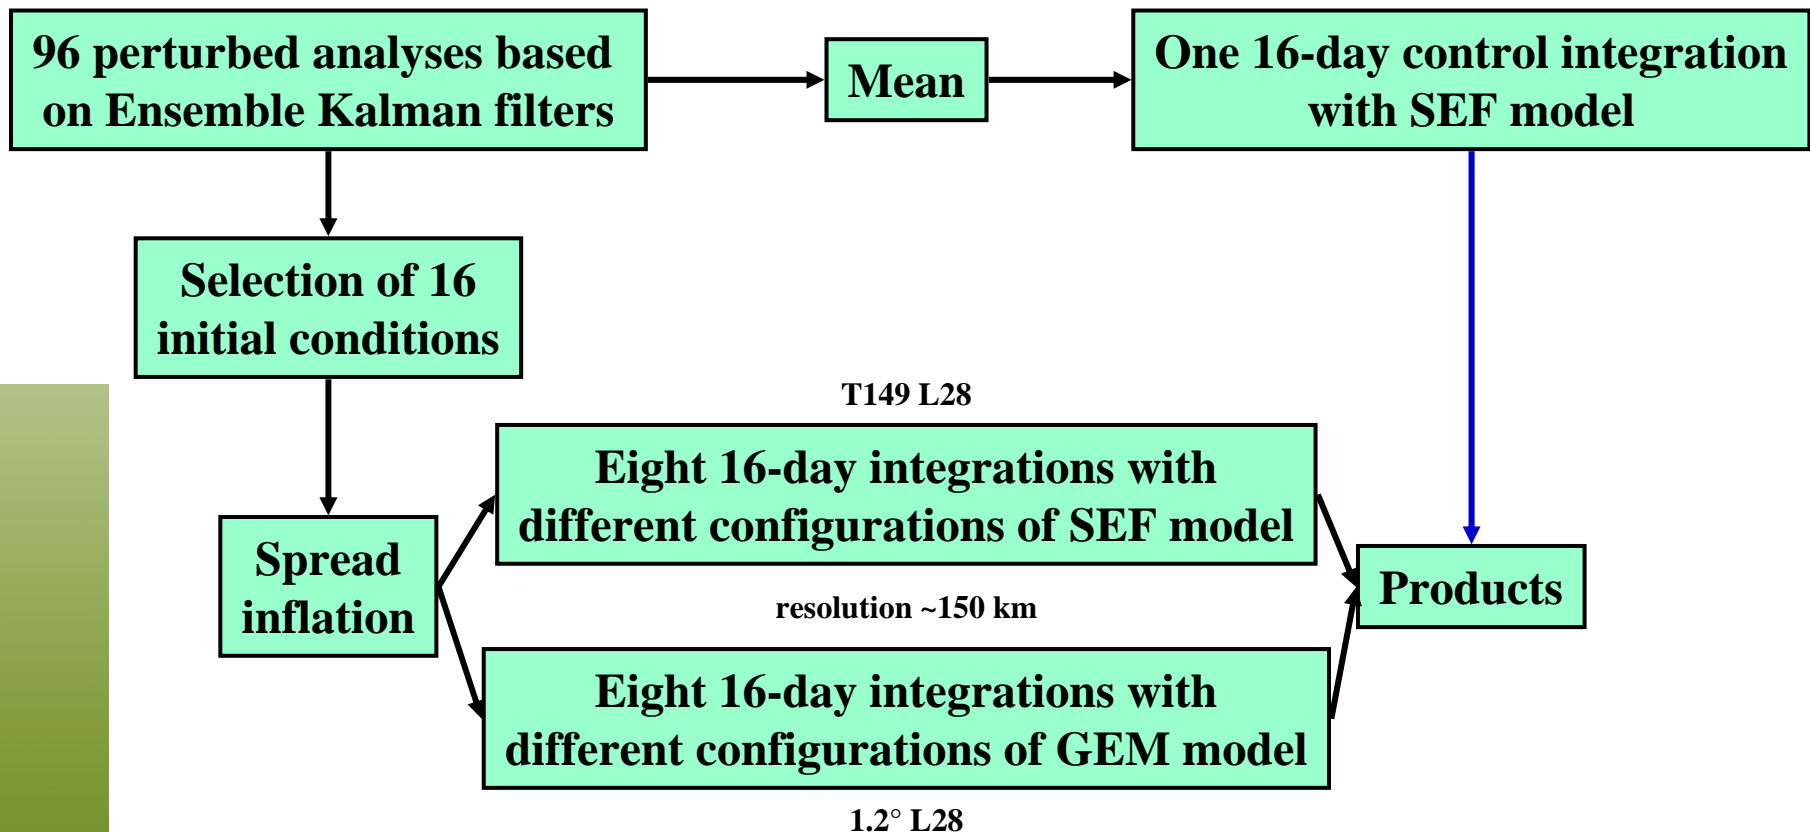 96 perturbed analyses based
on Ensemble Kalman filters
Mean
One 16-day control integration
with SEF model
Selection of 16
initial conditions
T149 L28
Eight 16-day integrations with
different configurations of SEF model
Spread
inflation
resolution ~150 km
Products
Eight 16-day integrations with
different configurations of GEM model
1.2° L28